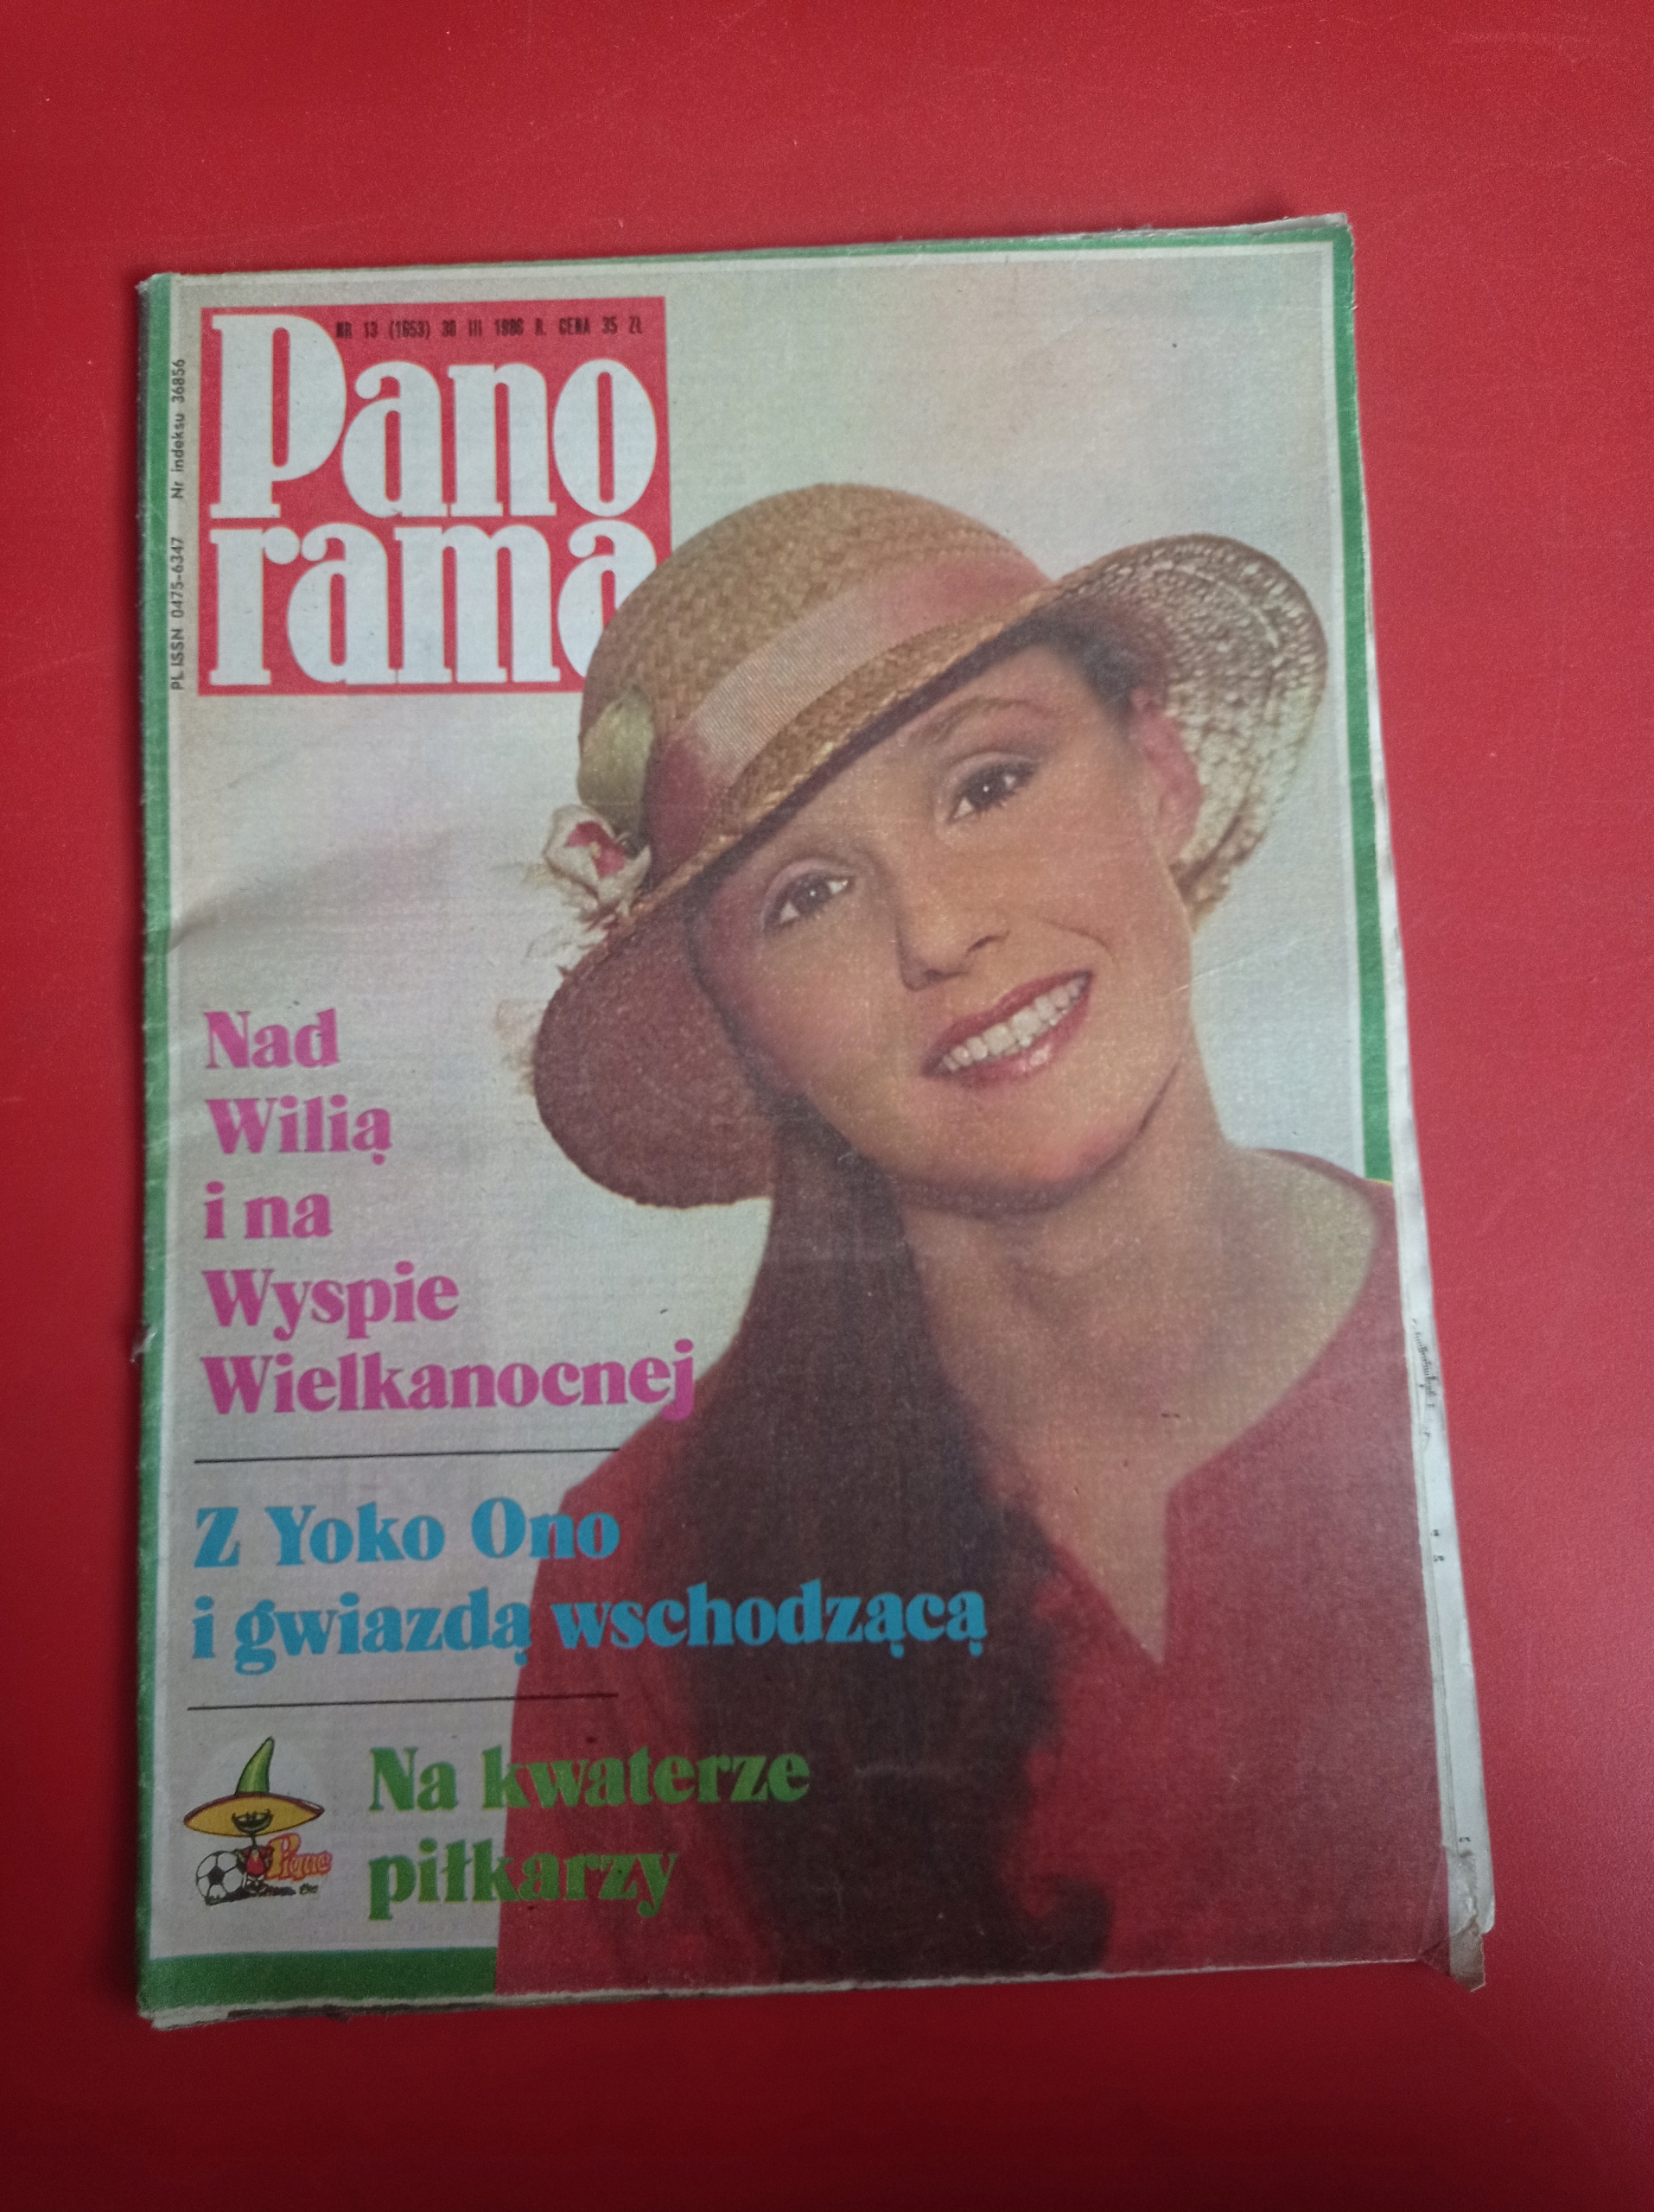 NR 13 (1653) 30 III 1986 R. CENA 35 ZŁ
Pano
rama
PL ISSN 0475-6347 Nr indeksu 36856
Nad
Wilią
i na
Wyspie
Wielkanocnej
Z Yoko Ono
i gwiazdą wschodzącą
Pique
Na kwaterze
piłkarzy